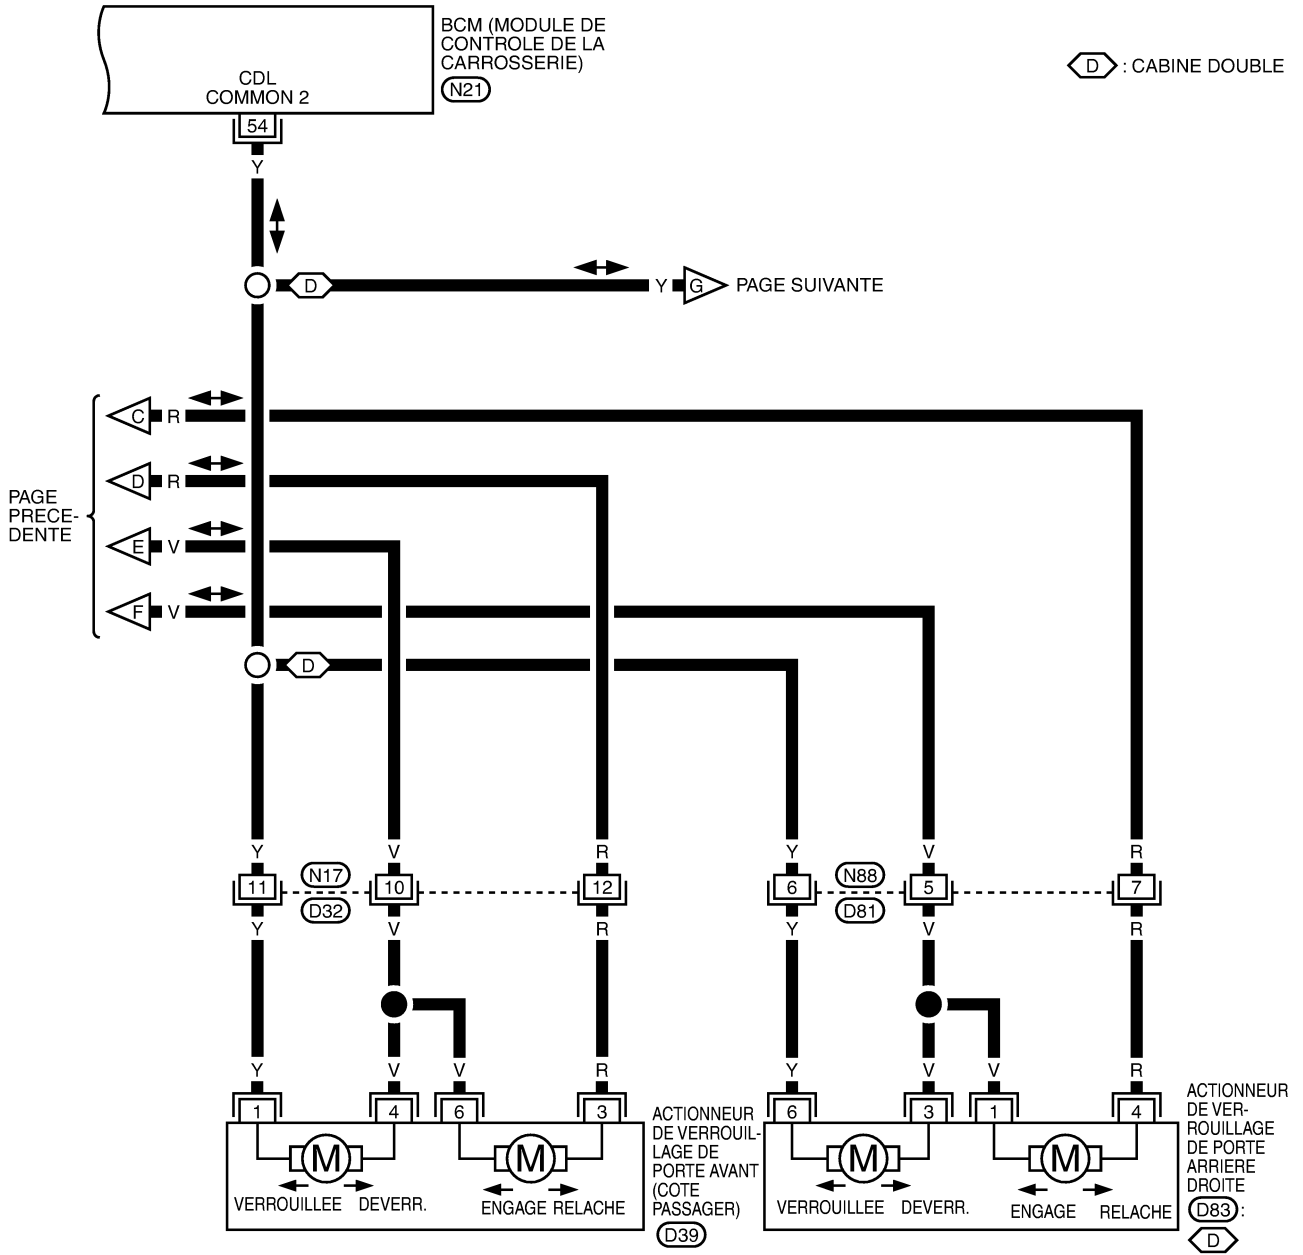 BCM (MODULE DE
CONTROLE DE LA
CARROSSERIE)
N21
CDL
COMMON 2
54
D : CABINE DOUBLE
Y
D
Y G PAGE SUIVANTE
C R
D R
PAGE
PRECE-
DENTE
E V
F V
D
Y V R Y V R
11 N17 10 12 6 N88 5 7
D32 D81
Y V R Y V R
Y V V R Y V V R
1 4 6 3 6 3 1 4
M M M M
VERROUILLEE DEVERR. ENGAGE RELACHE
VERROUILLEE DEVERR. ENGAGE RELACHE
ACTIONNEUR
DE VERROUIL-
LAGE DE
PORTE AVANT
(COTE
PASSAGER)
D39
ACTIONNEUR
DE VER-
ROUILLAGE
DE PORTE
ARRIERE
DROITE
D83 :
D